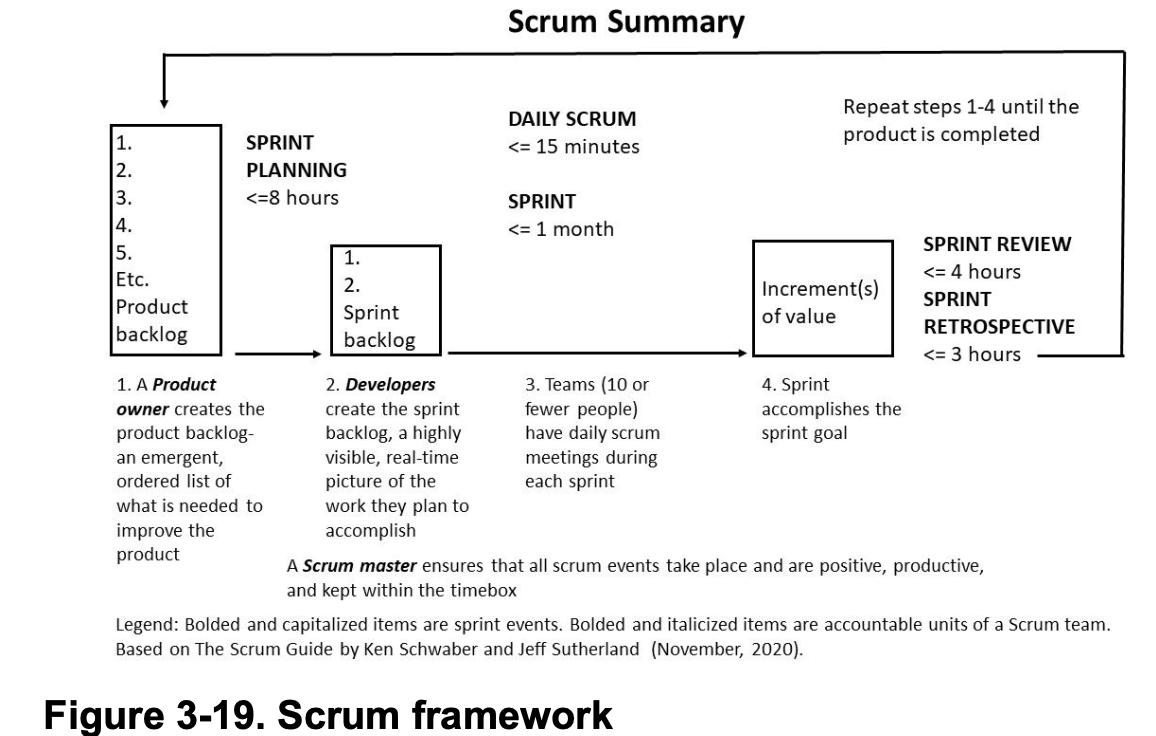 Scrum Summary
1.
2.
3.
4.
5.
Etc.
Product
backlog
SPRINT
PLANNING
<=8 hours
1.
2.
Sprint
backlog
DAILY SCRUM
<= 15 minutes
SPRINT
<= 1 month
Repeat steps 1-4 until the
product is completed
Increment(s)
of value
SPRINT REVIEW
<= 4 hours
SPRINT
RETROSPECTIVE
<= 3 hours
1. A Product
owner creates the
product backlog-
an emergent,
ordered list of
what is needed to
improve the
product
2. Developers
create the sprint
backlog, a highly
visible, real-time
picture of the
work they plan to
accomplish
3. Teams (10 or
fewer people)
have daily scrum
meetings during
each sprint
4. Sprint
accomplishes the
sprint goal
A Scrum master ensures that all scrum events take place and are positive, productive,
and kept within the timebox
Legend: Bolded and capitalized items are sprint events. Bolded and italicized items are accountable units of a Scrum team.
Based on The Scrum Guide by Ken Schwaber and Jeff Sutherland (November, 2020).
Figure 3-19. Scrum framework